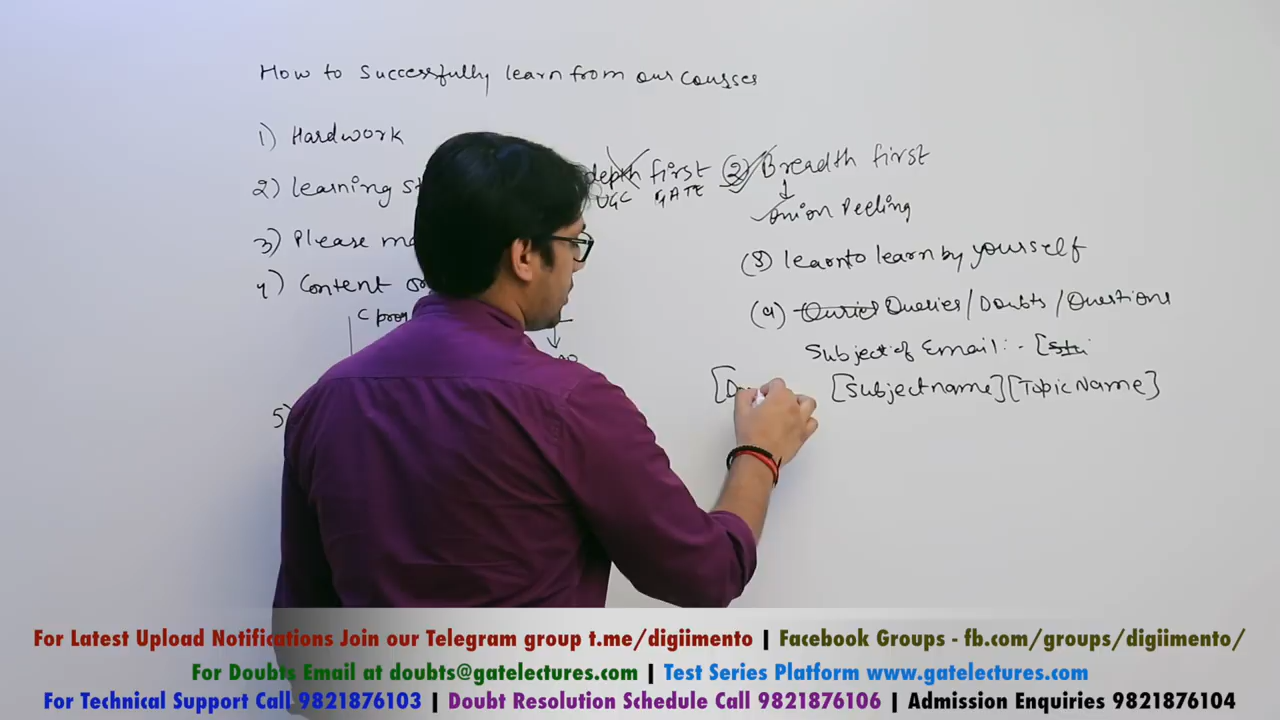 How to Successfully learn from our courses
1) Hardwork
2) learning
depth first (2) Breadth first
UGC GATE
Onion Peeling
3) Please
(8) learn to learn by yourself
4) Content
C
(9) Queries / Doubts / Questions
Subject of Email : - [
[Subject name] [Topic Name]
5)
For Latest Upload Notifications Join our Telegram group t.me/digiimento | Facebook Groups - fb.com/groups/digiimento/
For Doubts Email at doubts@gatelectures.com | Test Series Platform www.gatelectures.com
For Technical Support Call 9821876103 | Doubt Resolution Schedule Call 9821876106 | Admission Enquiries 9821876104